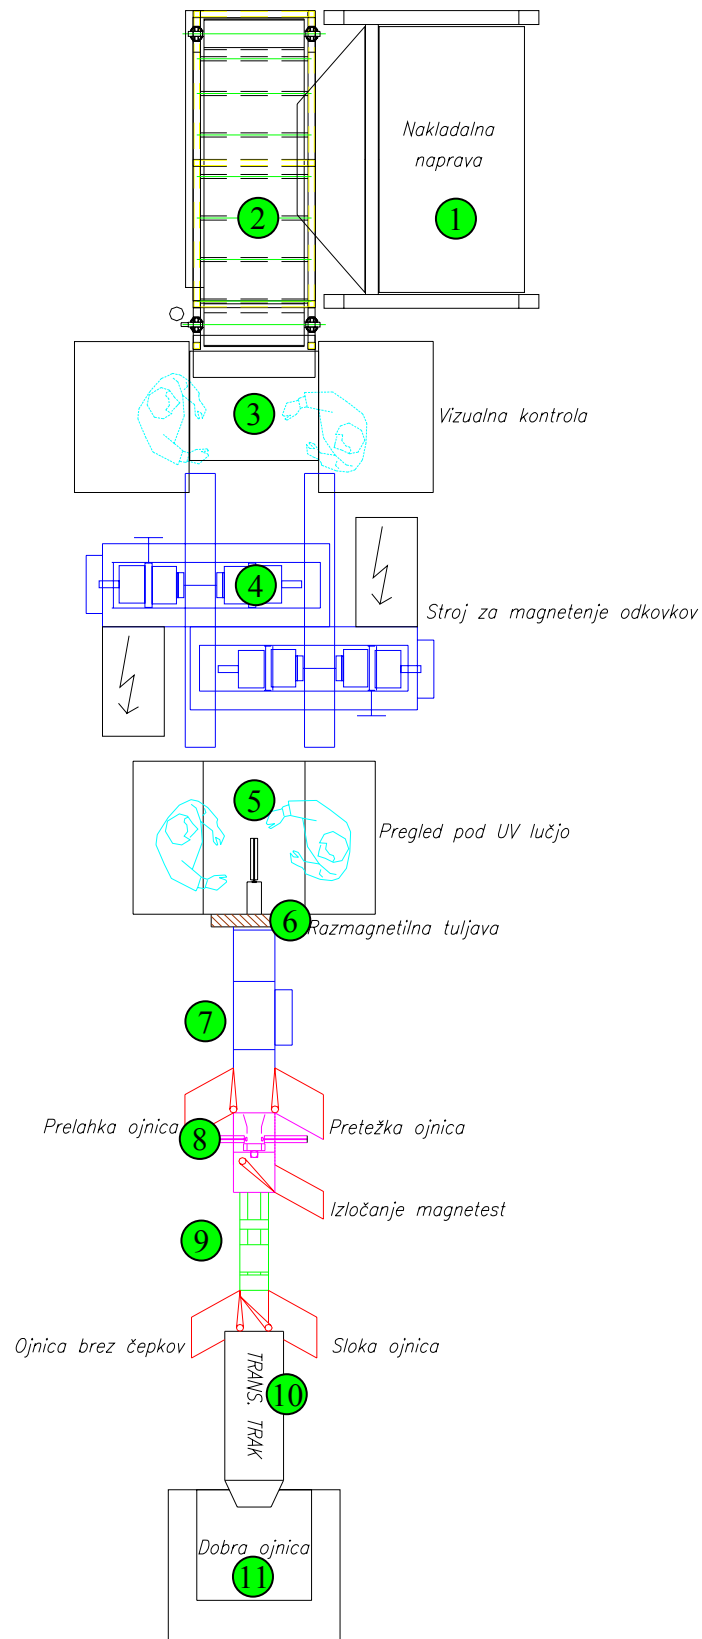 Nakladalna
naprava
2
1
3
Vizualna kontrola
4
Stroj za magnetenje odkovkov
5
Pregled pod UV lučjo
6
Razmagnetilna tuljava
7
Prelahka ojnica
8
Pretežka ojnica
Izločanje magnetest
9
Ojnica brez čepkov
Sloka ojnica
TRANS. TRAK
10
Dobra ojnica
11